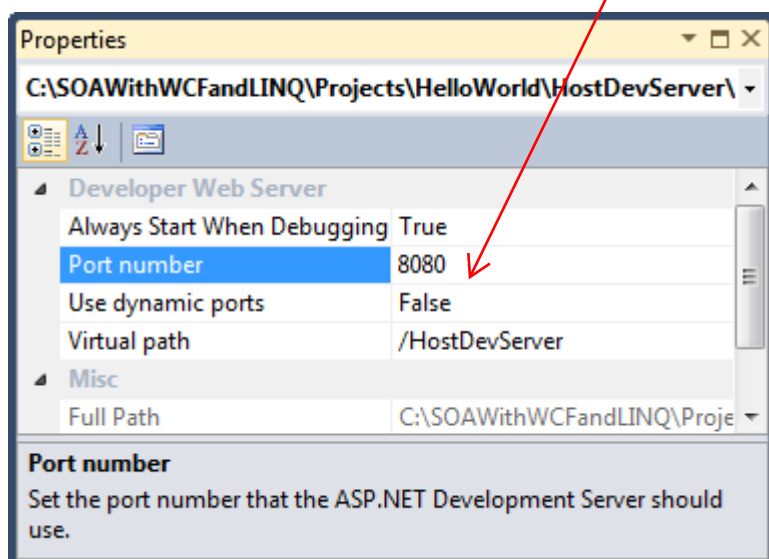 Properties
C:\SOAWithWCFandLINQ\Projects\HelloWorld\HostDevServer\
Developer Web Server
Always Start When Debugging True
Port number 8080
Use dynamic ports False
Virtual path /HostDevServer
Misc
Full Path C:\SOAWithWCFandLINQ\Proje
Port number
Set the port number that the ASP.NET Development Server should
use.